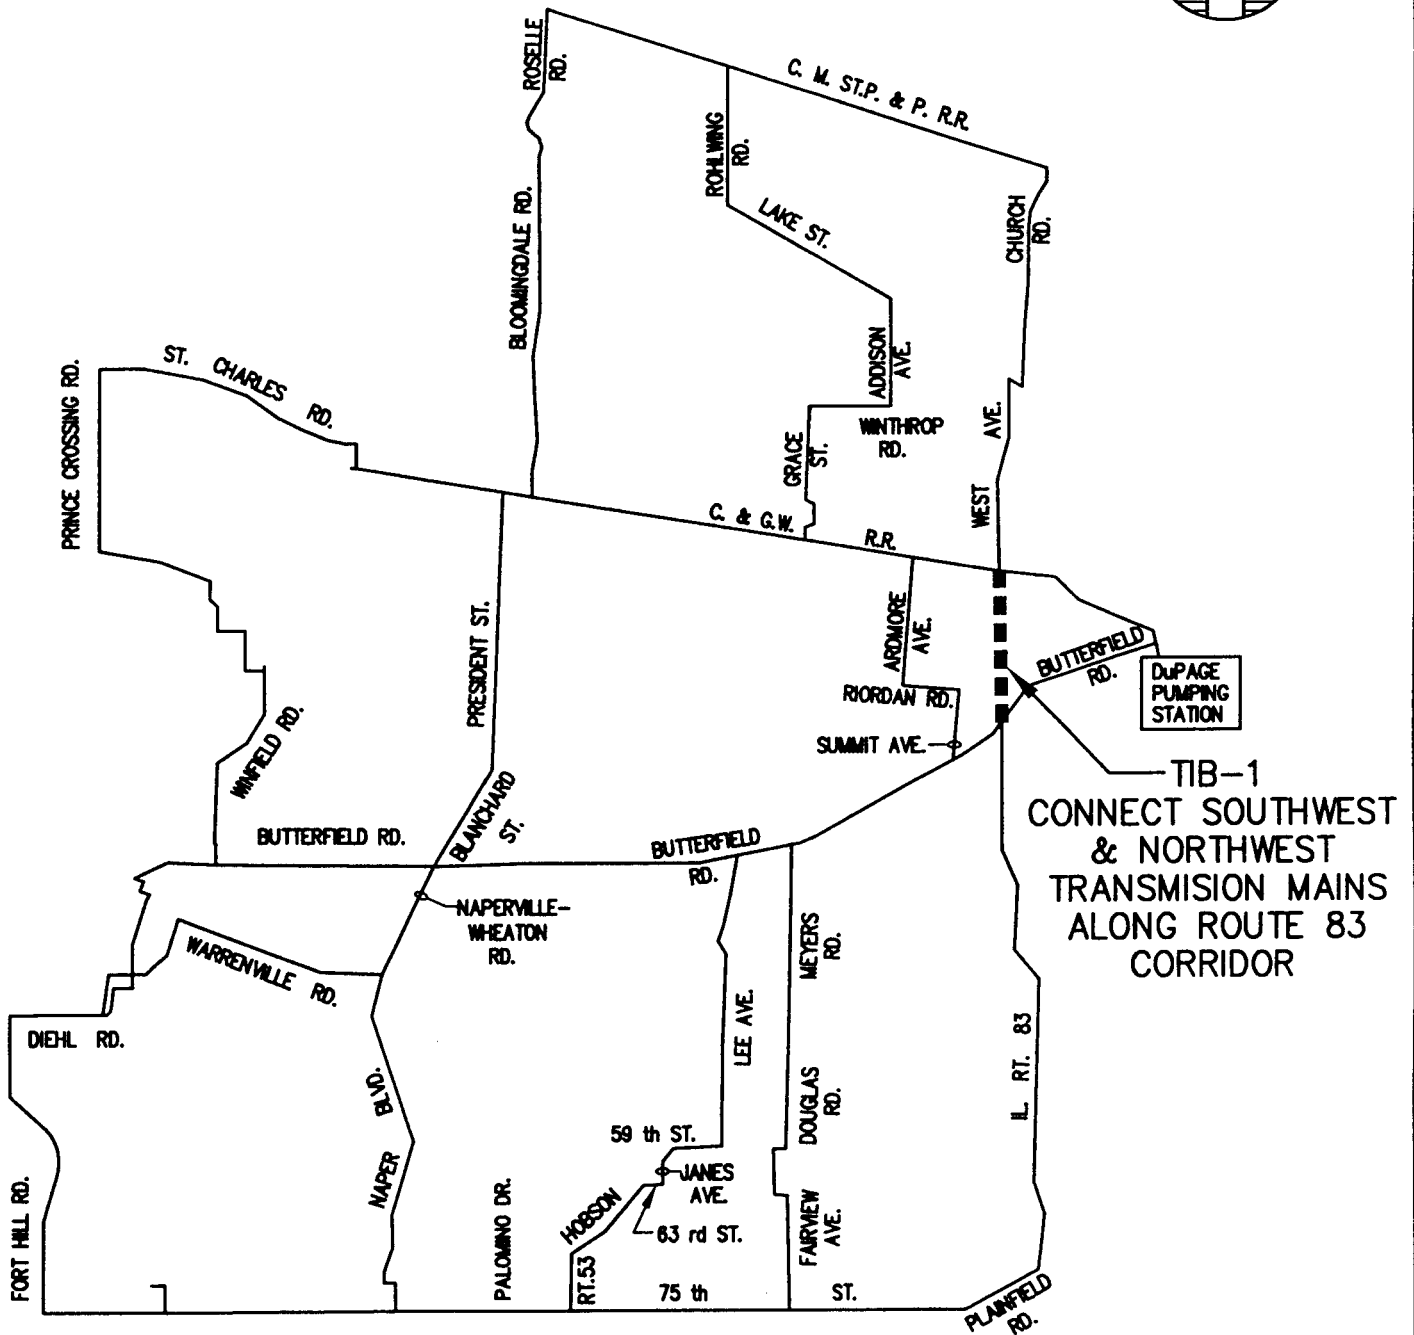 ROSELLE
RD.
C. M. ST.P. & P. R.R.
ROHLWING
RD.
BLOOMINGDALE RD.
LAKE ST.
CHURCH
RD.
ST. CHARLES RD.
PRINCE CROSSING RD.
ADDISON
AVE.
WINTHROP
RD.
GRACE
ST.
WEST AVE.
C. & G.W. R.R.
PRESIDENT ST.
ARDMORE
AVE.
RIORDAN RD.
SUMMIT AVE.
BUTTERFIELD
RD.
DuPAGE
PUMPING
STATION
WINFIELD RD.
TIB-1
CONNECT SOUTHWEST
& NORTHWEST
TRANSMISION MAINS
ALONG ROUTE 83
CORRIDOR
BUTTERFIELD RD.
BLANCHARD
ST.
BUTTERFIELD
RD.
NAPERVILLE-
WHEATON
RD.
WARRENVILLE RD.
MEYERS
RD.
LEE AVE.
DIEHL RD.
IL. RT. 83
NAPER BLVD.
DOUGLAS
RD.
59 th ST.
JANES
AVE.
HOBSON
63 rd ST.
FORT HILL RD.
PALOMINO DR.
RT.53
FAIRVIEW
AVE.
75 th ST.
PLAINFIELD
RD.